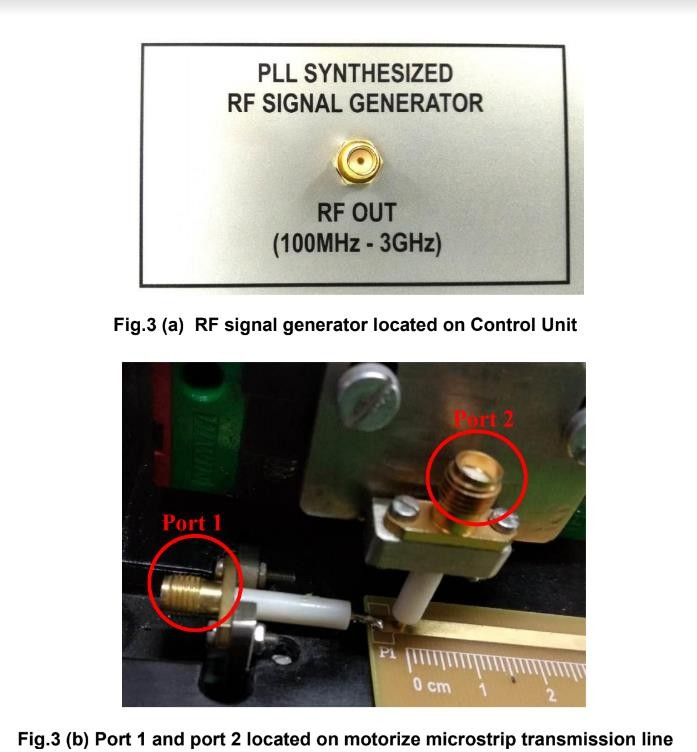 PLL SYNTHESIZED
RF SIGNAL GENERATOR
RF OUT
(100MHz - 3GHz)
Fig.3 (a) RF signal generator located on Control Unit
Port 2
Port 1
P1
0 cm 1 2
Fig.3 (b) Port 1 and port 2 located on motorize microstrip transmission line